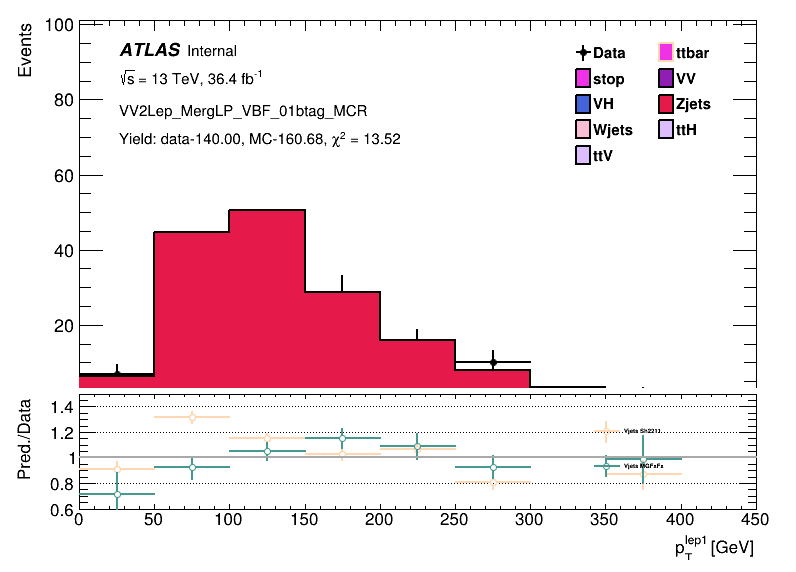 Events
100
80
60
40
20
ATLAS Internal
√s = 13 TeV, 36.4 fb-1
VV2Lep_MergLP_VBF_01btag_MCR
Yield: data-140.00, MC-160.68, χ2 = 13.52
Data
ttbar
stop
VV
VH
Zjets
Wjets
ttH
ttV
Pred./Data
1.4
1.2
1
0.8
0.6
Vjets Sh2211
Vjets MGFxFx
0 50 100 150 200 250 300 350 400 450
pTlep1 [GeV]